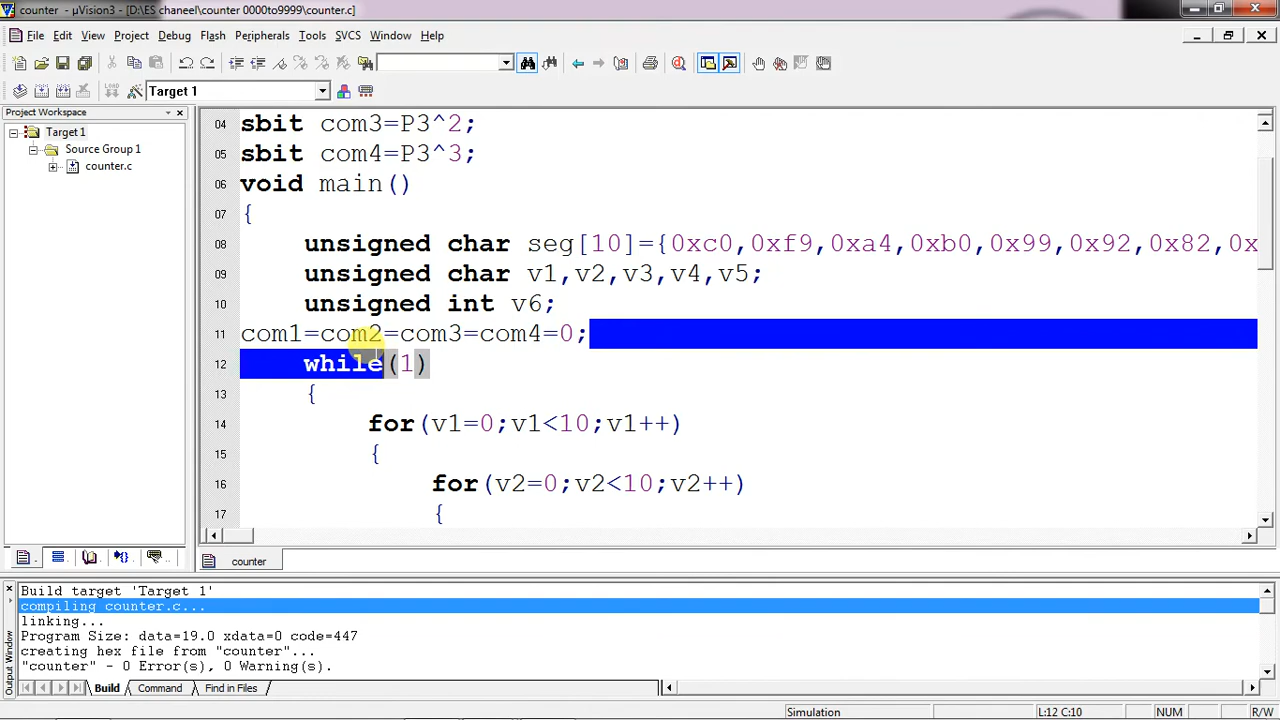 counter - µVision3 - [D:\ES chaneel\counter 0000to9999\counter.c]
File Edit View Project Debug Flash Peripherals Tools SVCS Window Help
Target 1
Project Workspace
Target 1
Source Group 1
counter.c
04 sbit com3=P3^2;
05 sbit com4=P3^3;
06 void main()
07 {
08 unsigned char seg[10]={0xc0,0xf9,0xa4,0xb0,0x99,0x92,0x82,0x
09 unsigned char v1,v2,v3,v4,v5;
10 unsigned int v6;
11 com1=com2=com3=com4=0;
12 while(1)
13 {
14 for(v1=0;v1<10;v1++)
15 {
16 for(v2=0;v2<10;v2++)
17 {
counter
Build target 'Target 1'
compiling counter.c...
linking...
Program Size: data=19.0 xdata=0 code=447
creating hex file from "counter"...
"counter" - 0 Error(s), 0 Warning(s).
Output Window
Build Command Find in Files
Simulation L:12 C:10 NUM R/W